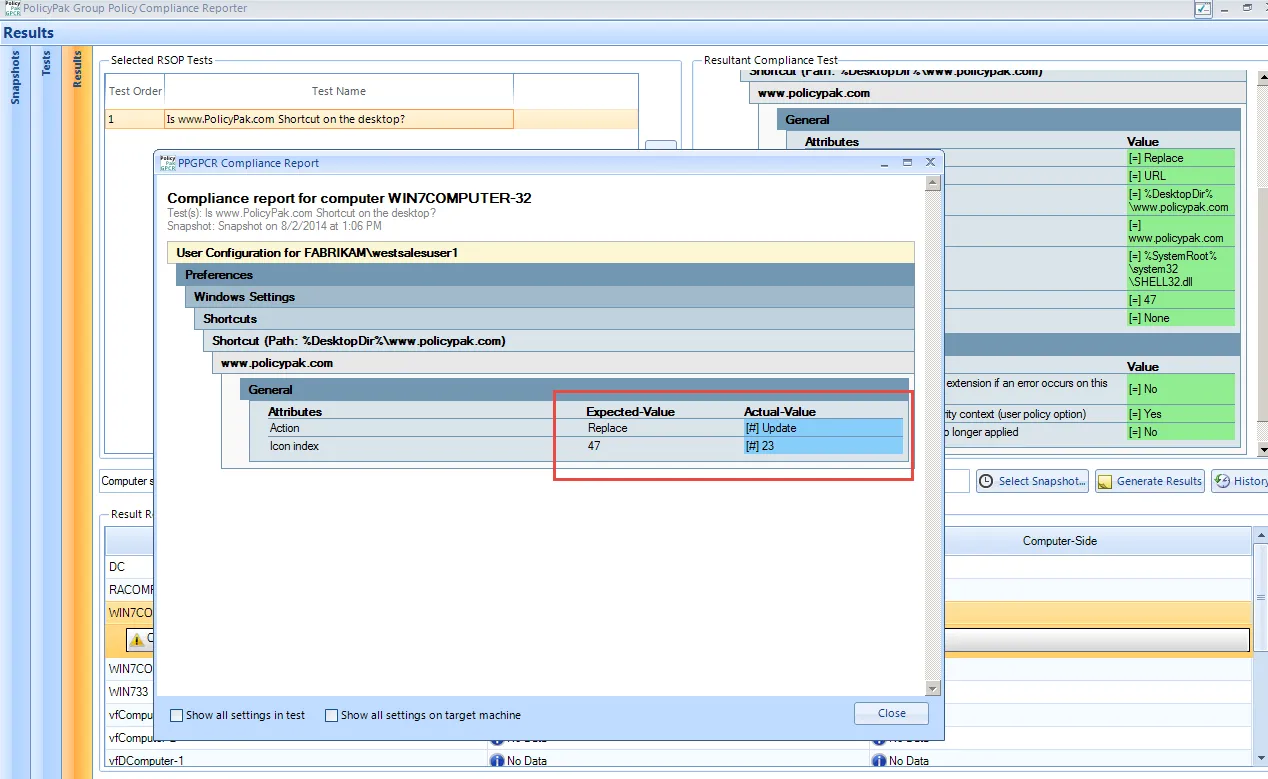 PolicyPak Group Policy Compliance Reporter
Results
Snapshots
Tests
Results
Selected RSOP Tests
Test Order
Test Name
1
Is www.PolicyPak.com Shortcut on the desktop?
Resultant Compliance Test
Shortcut (Path: %DesktopDir%\www.policypak.com)
www.policypak.com
General
Attributes Value
[=] Replace
[=] URL
[=] %DesktopDir%
\www.policypak.com
[=]
www.policypak.com
[=] %SystemRoot%
\system32
\SHELL32.dll
[=] 47
[=] None
Value
extension if an error occurs on this
[=] No
rity context (user policy option) [=] Yes
longer applied [=] No
PPGPCR Compliance Report
Compliance report for computer WIN7COMPUTER-32
Test(s): Is www.PolicyPak.com Shortcut on the desktop?
Snapshot: Snapshot on 8/2/2014 at 1:06 PM
User Configuration for FABRIKAM\westsalesuser1
Preferences
Windows Settings
Shortcuts
Shortcut (Path: %DesktopDir%\www.policypak.com)
www.policypak.com
General
Attributes Expected-Value Actual-Value
Action Replace [#] Update
Icon index 47 [#] 23
Show all settings in test
Show all settings on target machine
Close
Computer s
Select Snapshot...
Generate Results
History
Result R
Computer-Side
DC
RACOMP
WIN7CO
WIN7CO
WIN733
vfCompu
vfComputer-2 No Data No Data
vfDComputer-1 No Data No Data